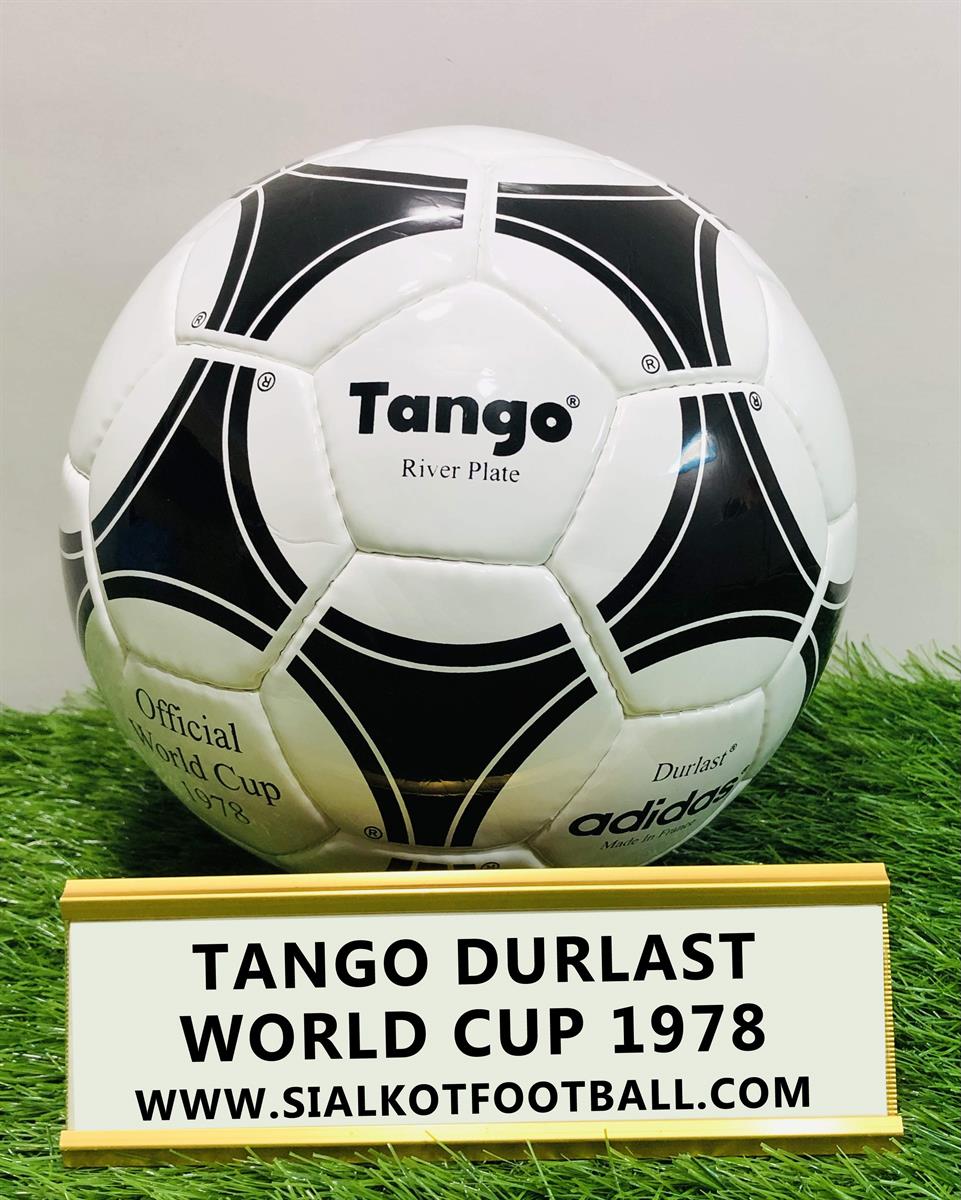 Tango®
River Plate
Official
World Cup
1978
Durlast®
adidas®
Made In France
®
®
®
®
®
TANGO DURLAST
WORLD CUP 1978
WWW.SIALKOTFOOTBALL.COM